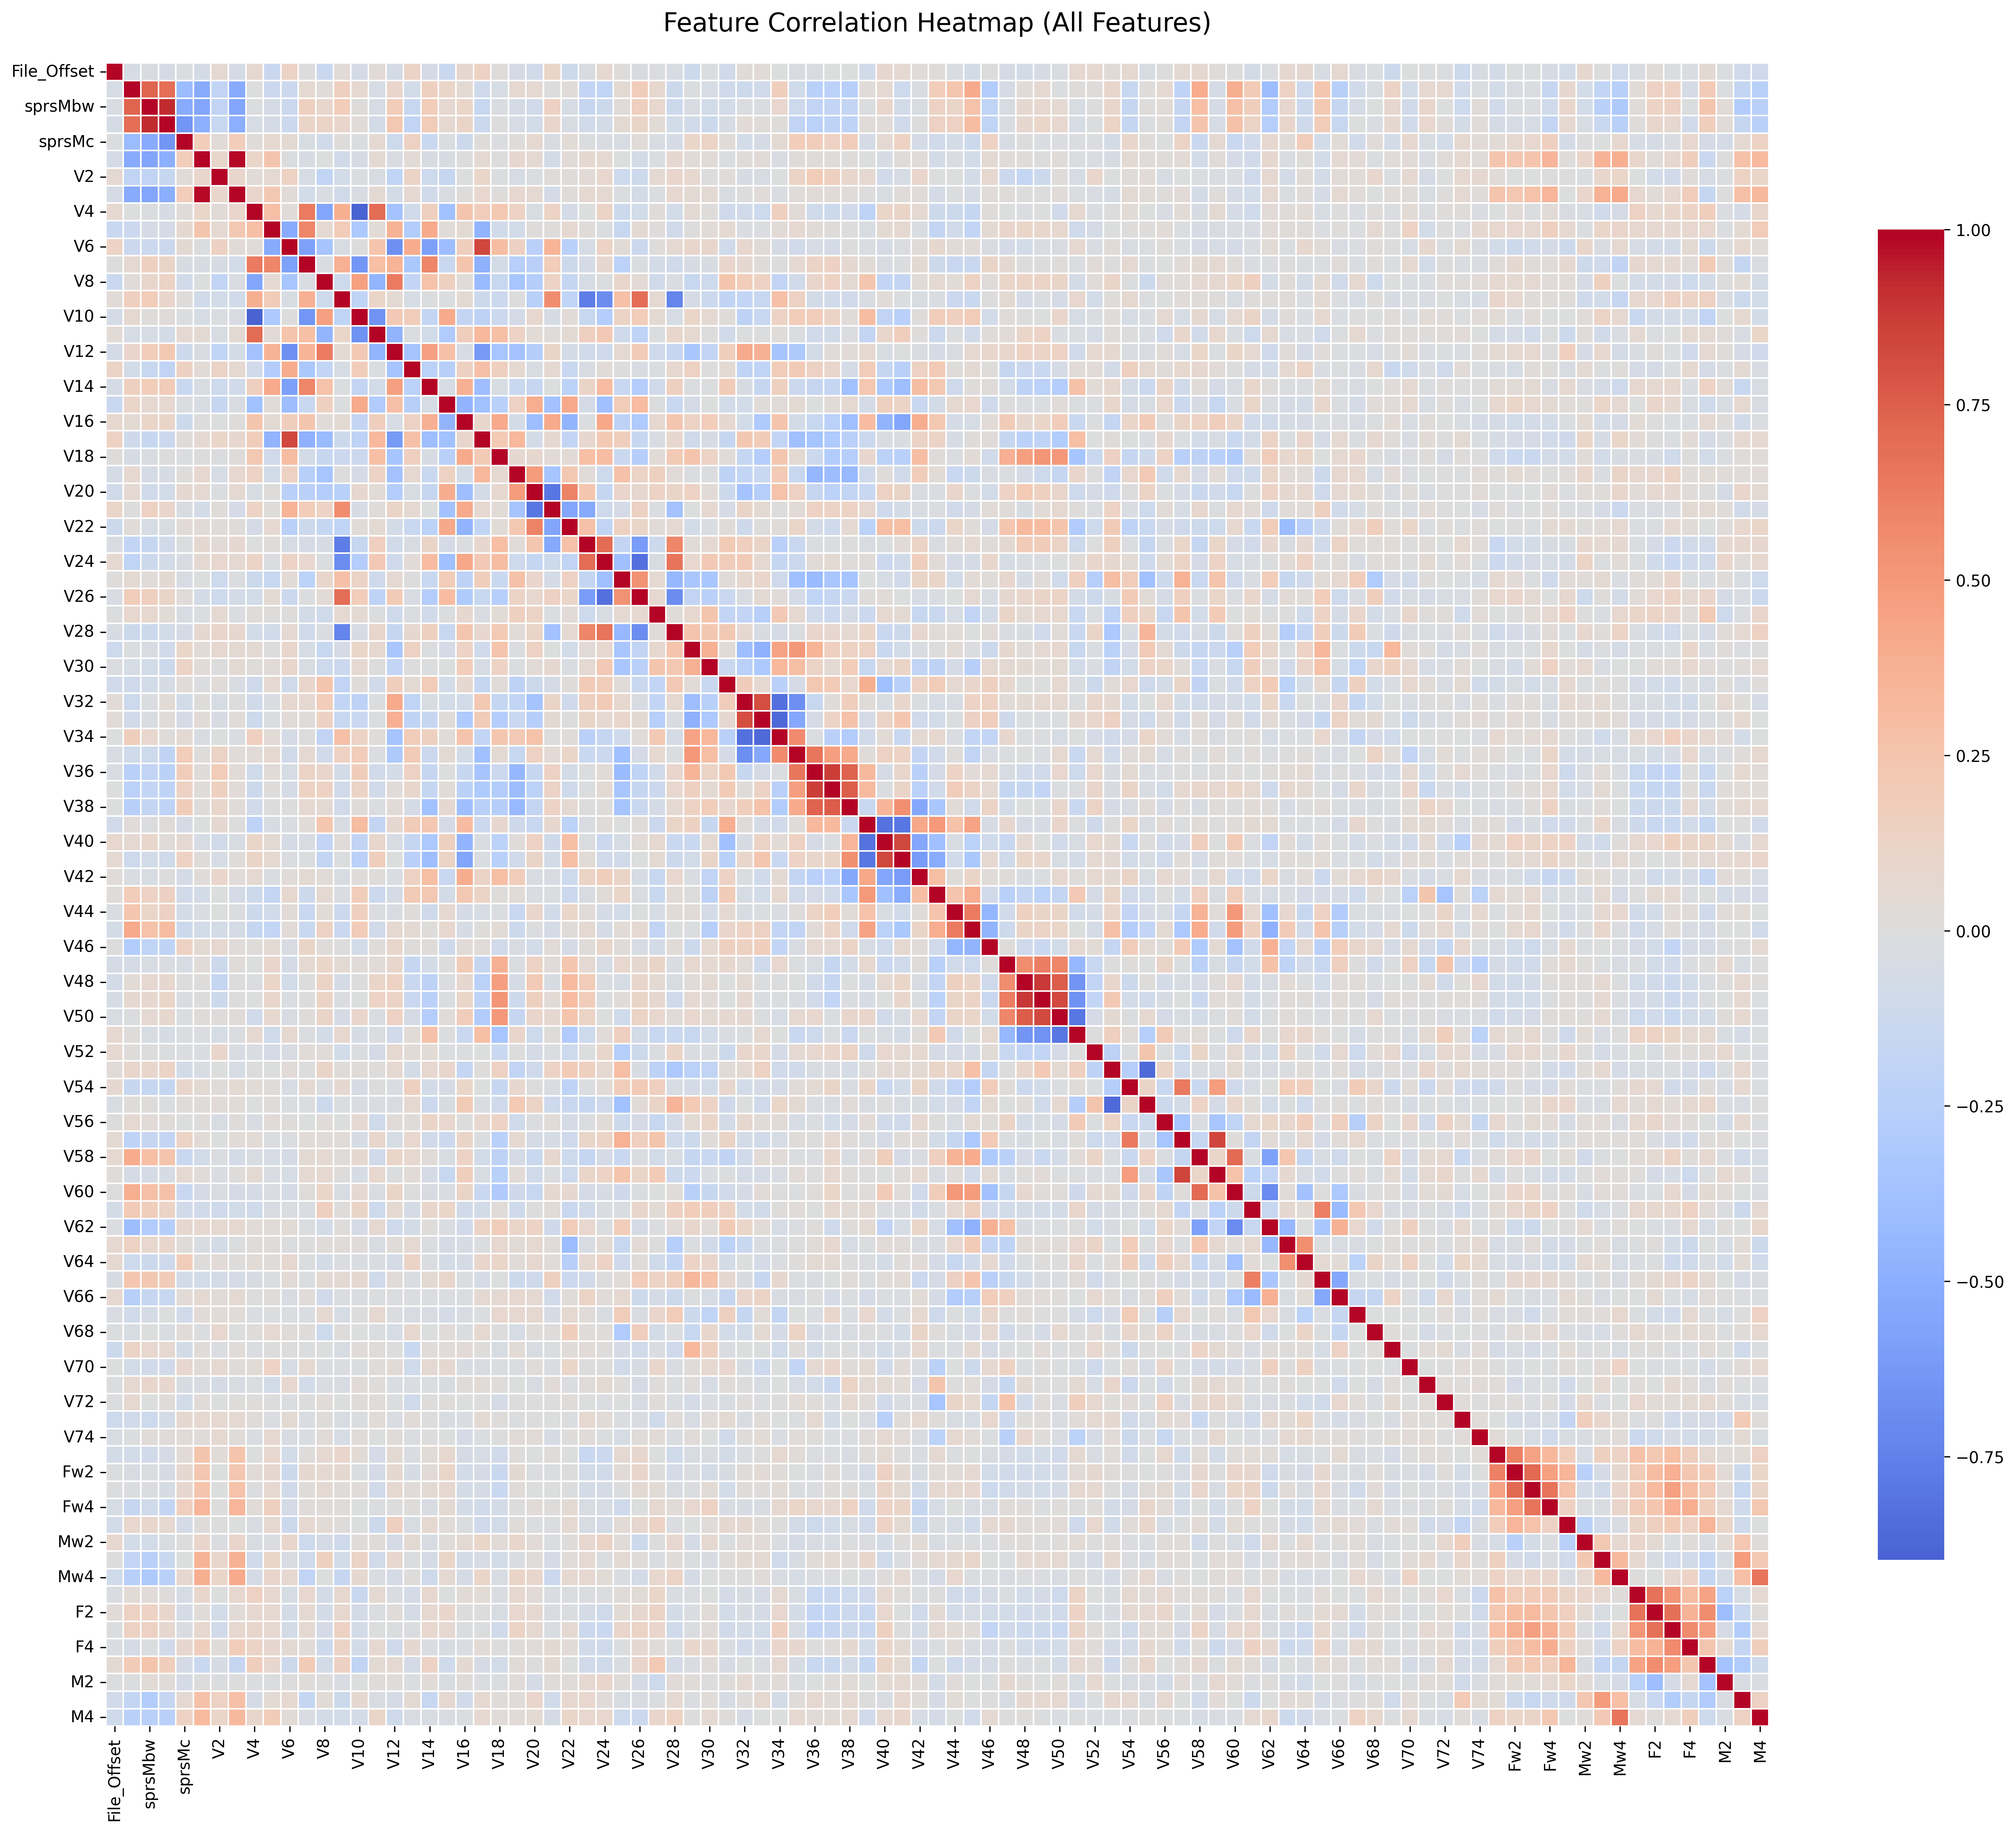 Feature Correlation Heatmap (All Features)
File_Offset
sprsMbw
sprsMc
V2
V4
V6
V8
V10
V12
V14
V16
V18
V20
V22
V24
V26
V28
V30
V32
V34
V36
V38
V40
V42
V44
V46
V48
V50
V52
V54
V56
V58
V60
V62
V64
V66
V68
V70
V72
V74
Fw2
Fw4
Mw2
Mw4
F2
F4
M2
M4
File_Offset
sprsMbw
sprsMc
V2
V4
V6
V8
V10
V12
V14
V16
V18
V20
V22
V24
V26
V28
V30
V32
V34
V36
V38
V40
V42
V44
V46
V48
V50
V52
V54
V56
V58
V60
V62
V64
V66
V68
V70
V72
V74
Fw2
Fw4
Mw2
Mw4
F2
F4
M2
M4
1.00
0.75
0.50
0.25
0.00
−0.25
−0.50
−0.75